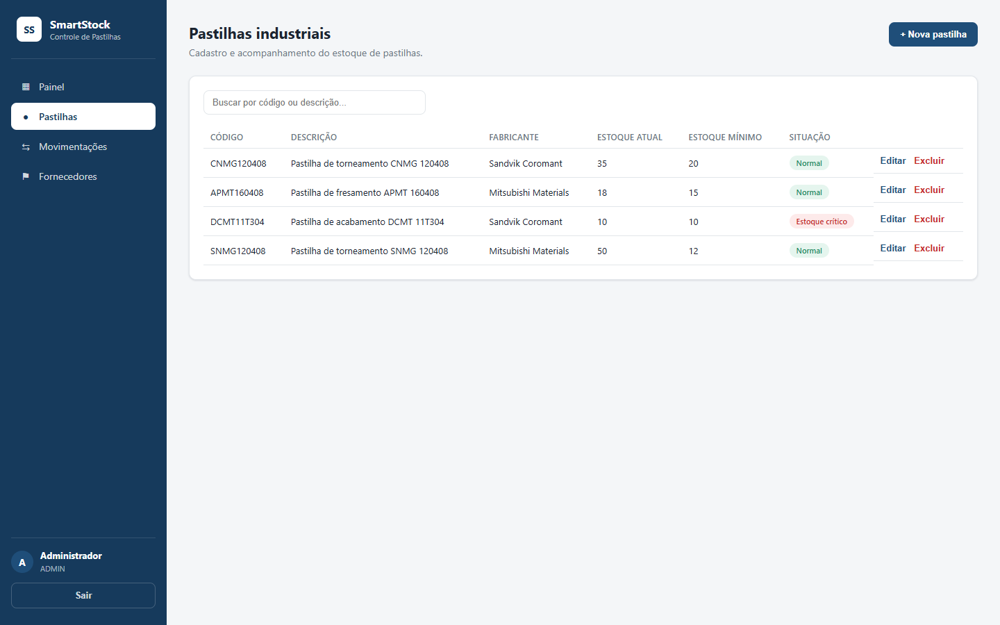 SS
SmartStock
Controle de Pastilhas
Painel
Pastilhas
Movimentações
Fornecedores
Administrador
A
ADMIN
Sair
Pastilhas industriais
Cadastro e acompanhamento do estoque de pastilhas.
+ Nova pastilha
Buscar por código ou descrição...
CÓDIGO DESCRIÇÃO FABRICANTE ESTOQUE ATUAL ESTOQUE MÍNIMO SITUAÇÃO
CNMG120408 Pastilha de torneamento CNMG 120408 Sandvik Coromant 35 20 Normal Editar Excluir
APMT160408 Pastilha de fresamento APMT 160408 Mitsubishi Materials 18 15 Normal Editar Excluir
DCMT11T304 Pastilha de acabamento DCMT 11T304 Sandvik Coromant 10 10 Estoque crítico Editar Excluir
SNMG120408 Pastilha de torneamento SNMG 120408 Mitsubishi Materials 50 12 Normal Editar Excluir